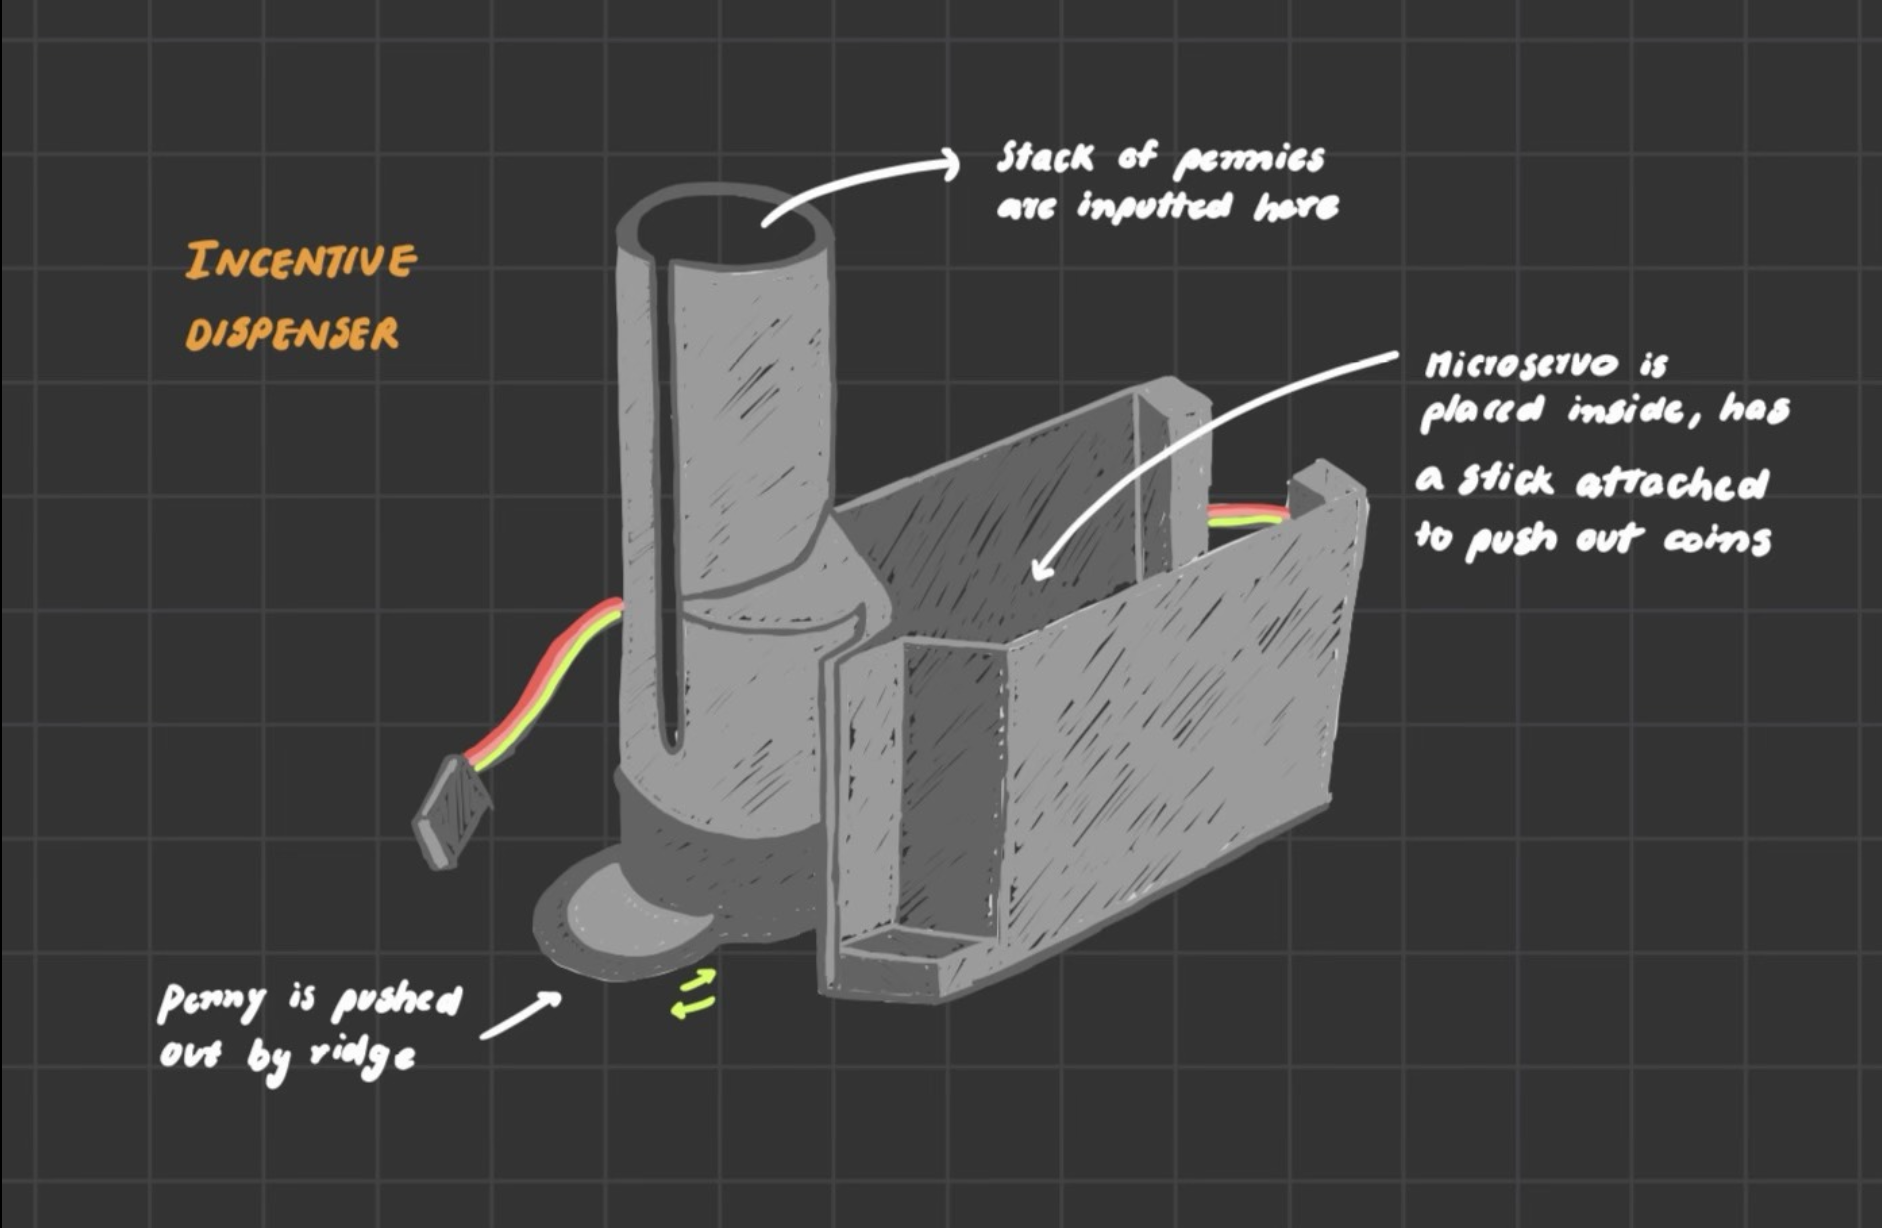 INCENTIVE
DISPENSER
Stack of pennies
are inputted here
Microservo is
placed inside, has
a stick attached
to push out coins
Penny is pushed
out by ridge